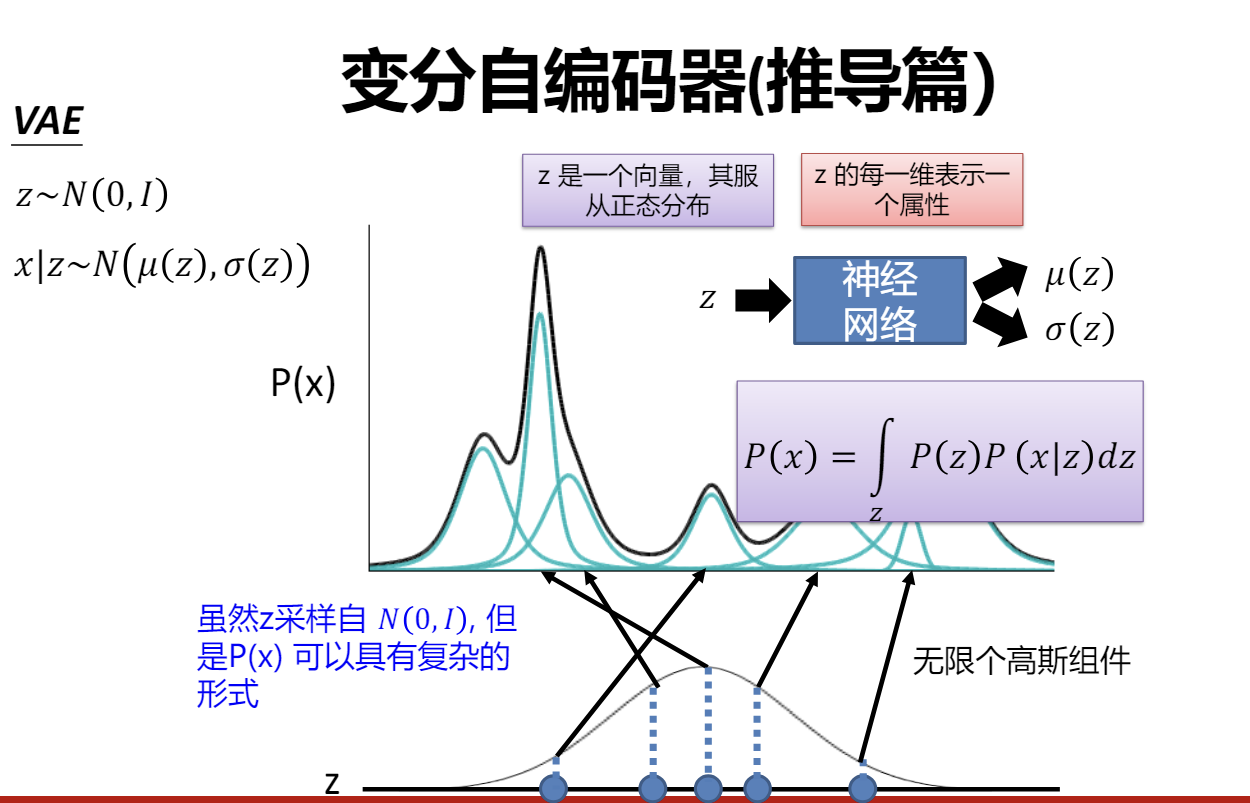 变分自编码器(推导篇）
VAE
z~N(0, I)
x|z~N(μ(z), σ(z))
z 是一个向量，其服
从正态分布
z 的每一维表示一
个属性
z
神经
网络
μ(z)
σ(z)
P(x)
P(x) = ∫ P(z)P (x|z)dz
z
虽然z采样自 N(0, I), 但
是P(x) 可以具有复杂的
形式
无限个高斯组件
z